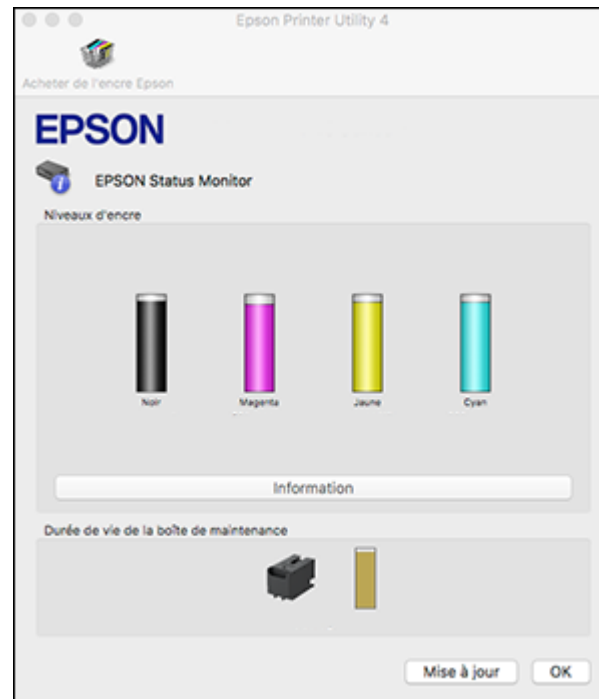 Epson Printer Utility 4
Acheter de l'encre Epson
EPSON
EPSON Status Monitor
Niveaux d'encre
Noir
Magenta
Jaune
Cyan
Information
Durée de vie de la boîte de maintenance
Mise à jour
OK